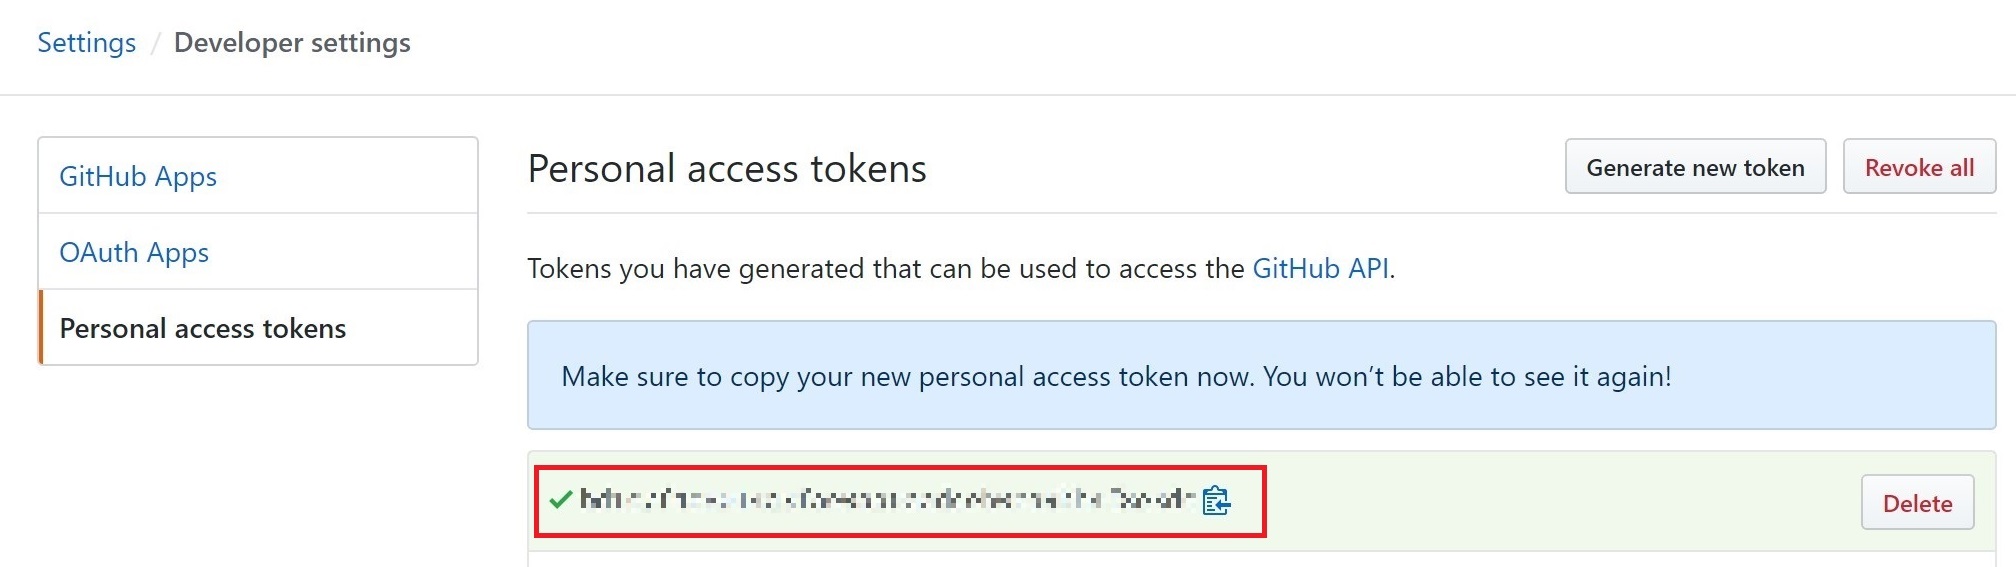 Settings / Developer settings
GitHub Apps
OAuth Apps
Personal access tokens
Personal access tokens
Generate new token
Revoke all
Tokens you have generated that can be used to access the GitHub API.
Make sure to copy your new personal access token now. You won't be able to see it again!
Delete